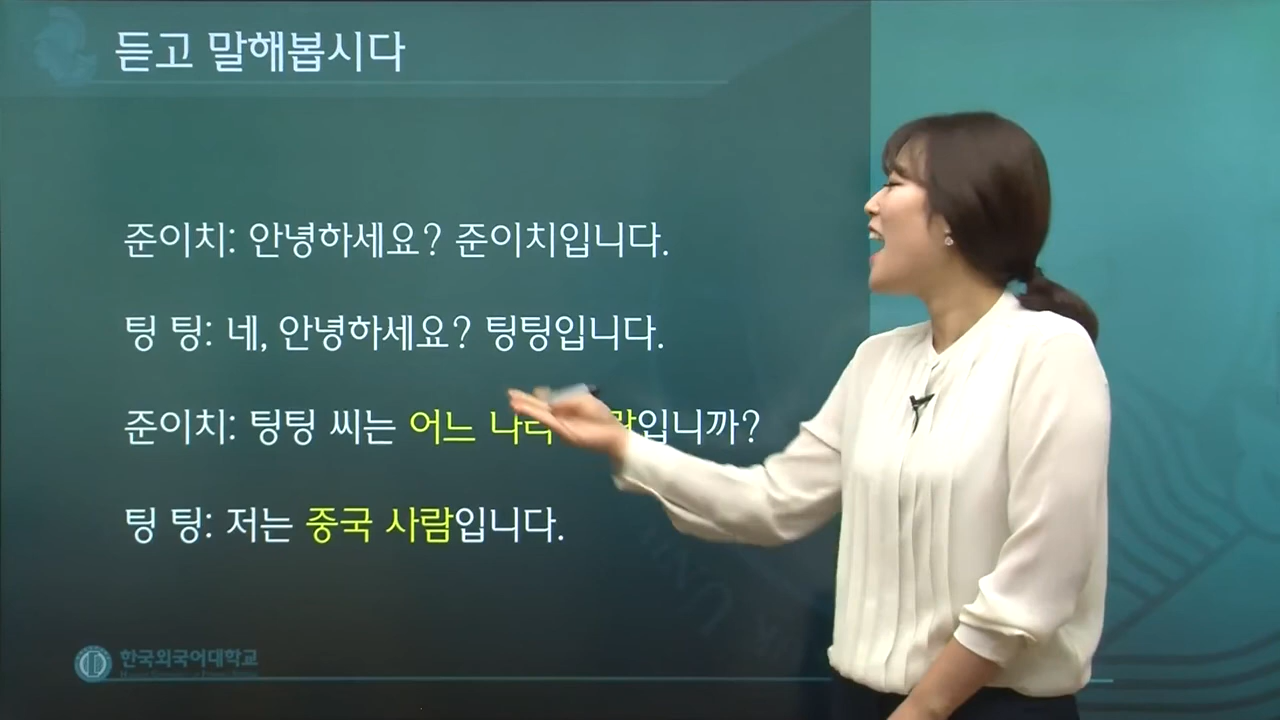 듣고 말해봅시다
준이치: 안녕하세요? 준이치입니다.
팅 팅: 네, 안녕하세요? 팅팅입니다.
준이치: 팅팅 씨는 어느 나라 입니까?
팅 팅: 저는 중국 사람입니다.
한국외국어대학교